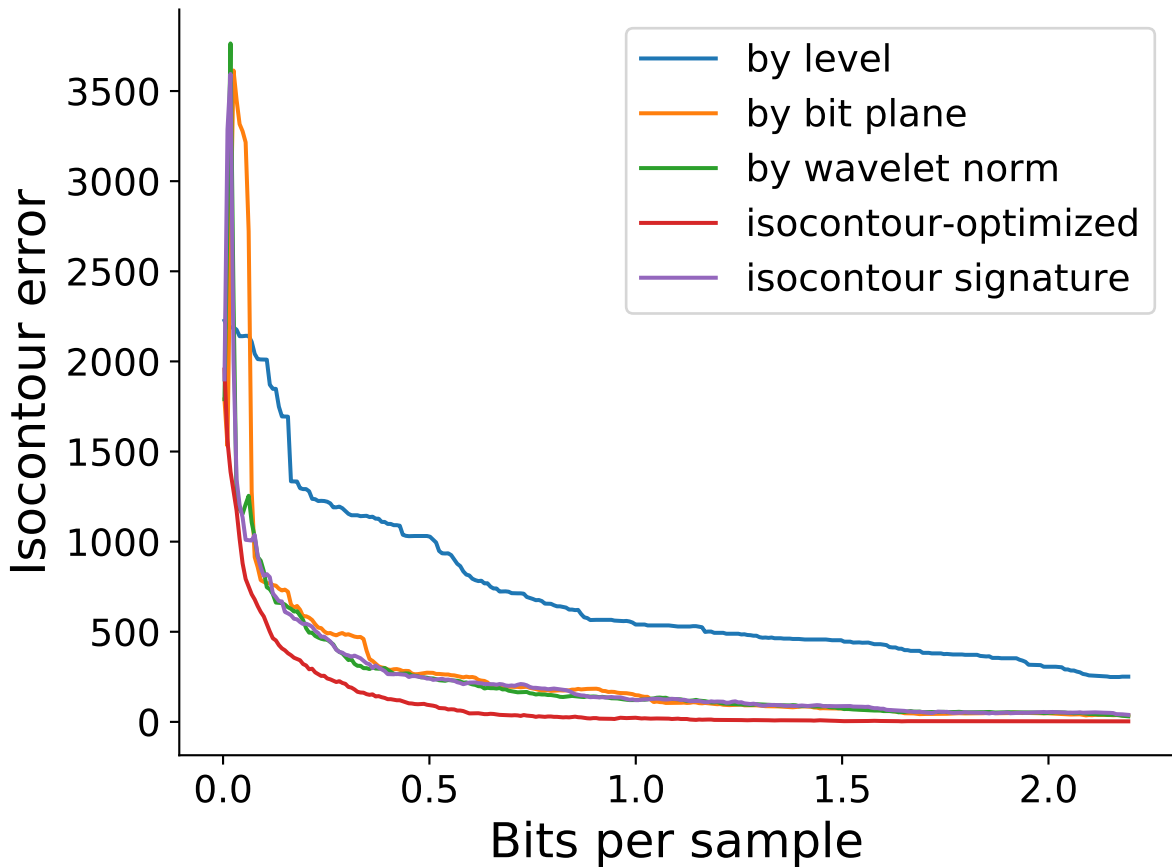 Isocontour error
3500
3000
2500
2000
1500
1000
500
0
by level
by bit plane
by wavelet norm
isocontour-optimized
isocontour signature
0.0 0.5 1.0 1.5 2.0
Bits per sample